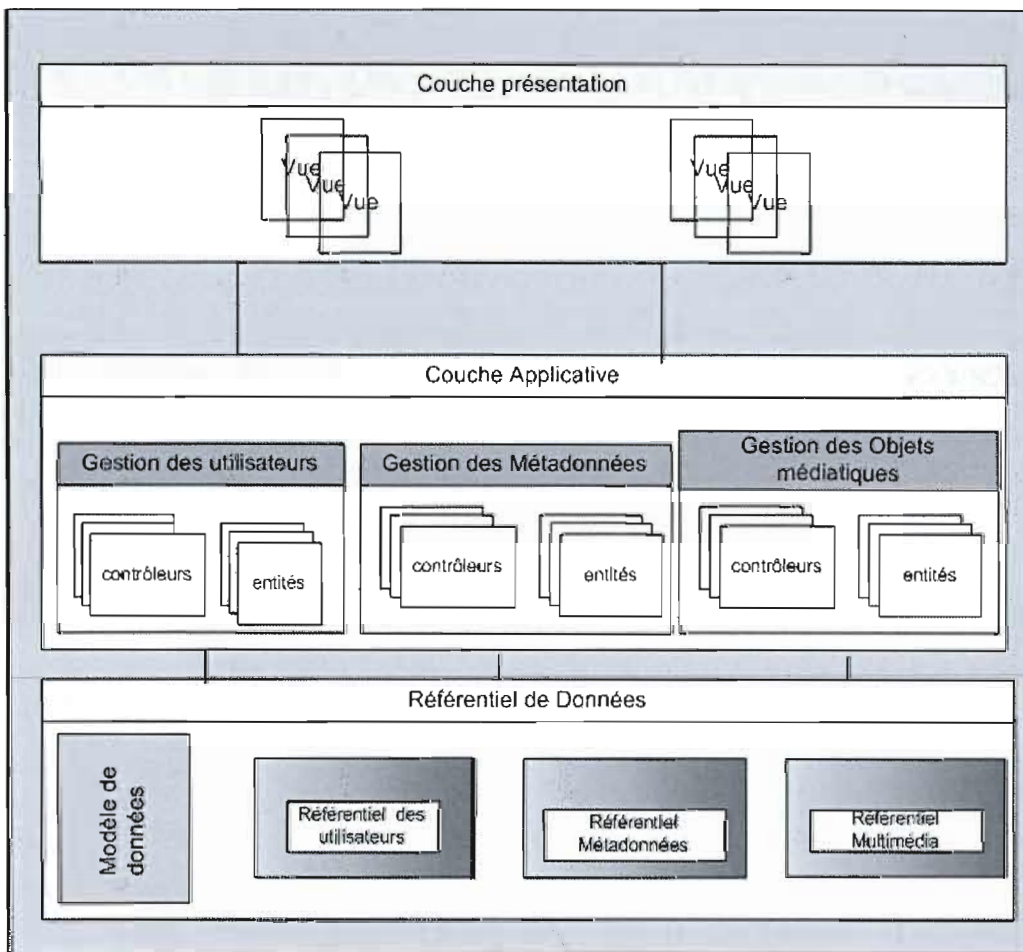 Couche présentation
Vue
Vue
Vue
Vue
Vue
Vue
Couche Applicative
Gestion des utilisateurs
Gestion des Métadonnées
Gestion des Objets
médiatiques
contrôleurs
entités
contrôleurs
entités
contrôleurs
entités
Référentiel de Données
Modèle de
données
Référentiel des
utilisateurs
Référentiel
Métadonnées
Référentiel
Multimédia